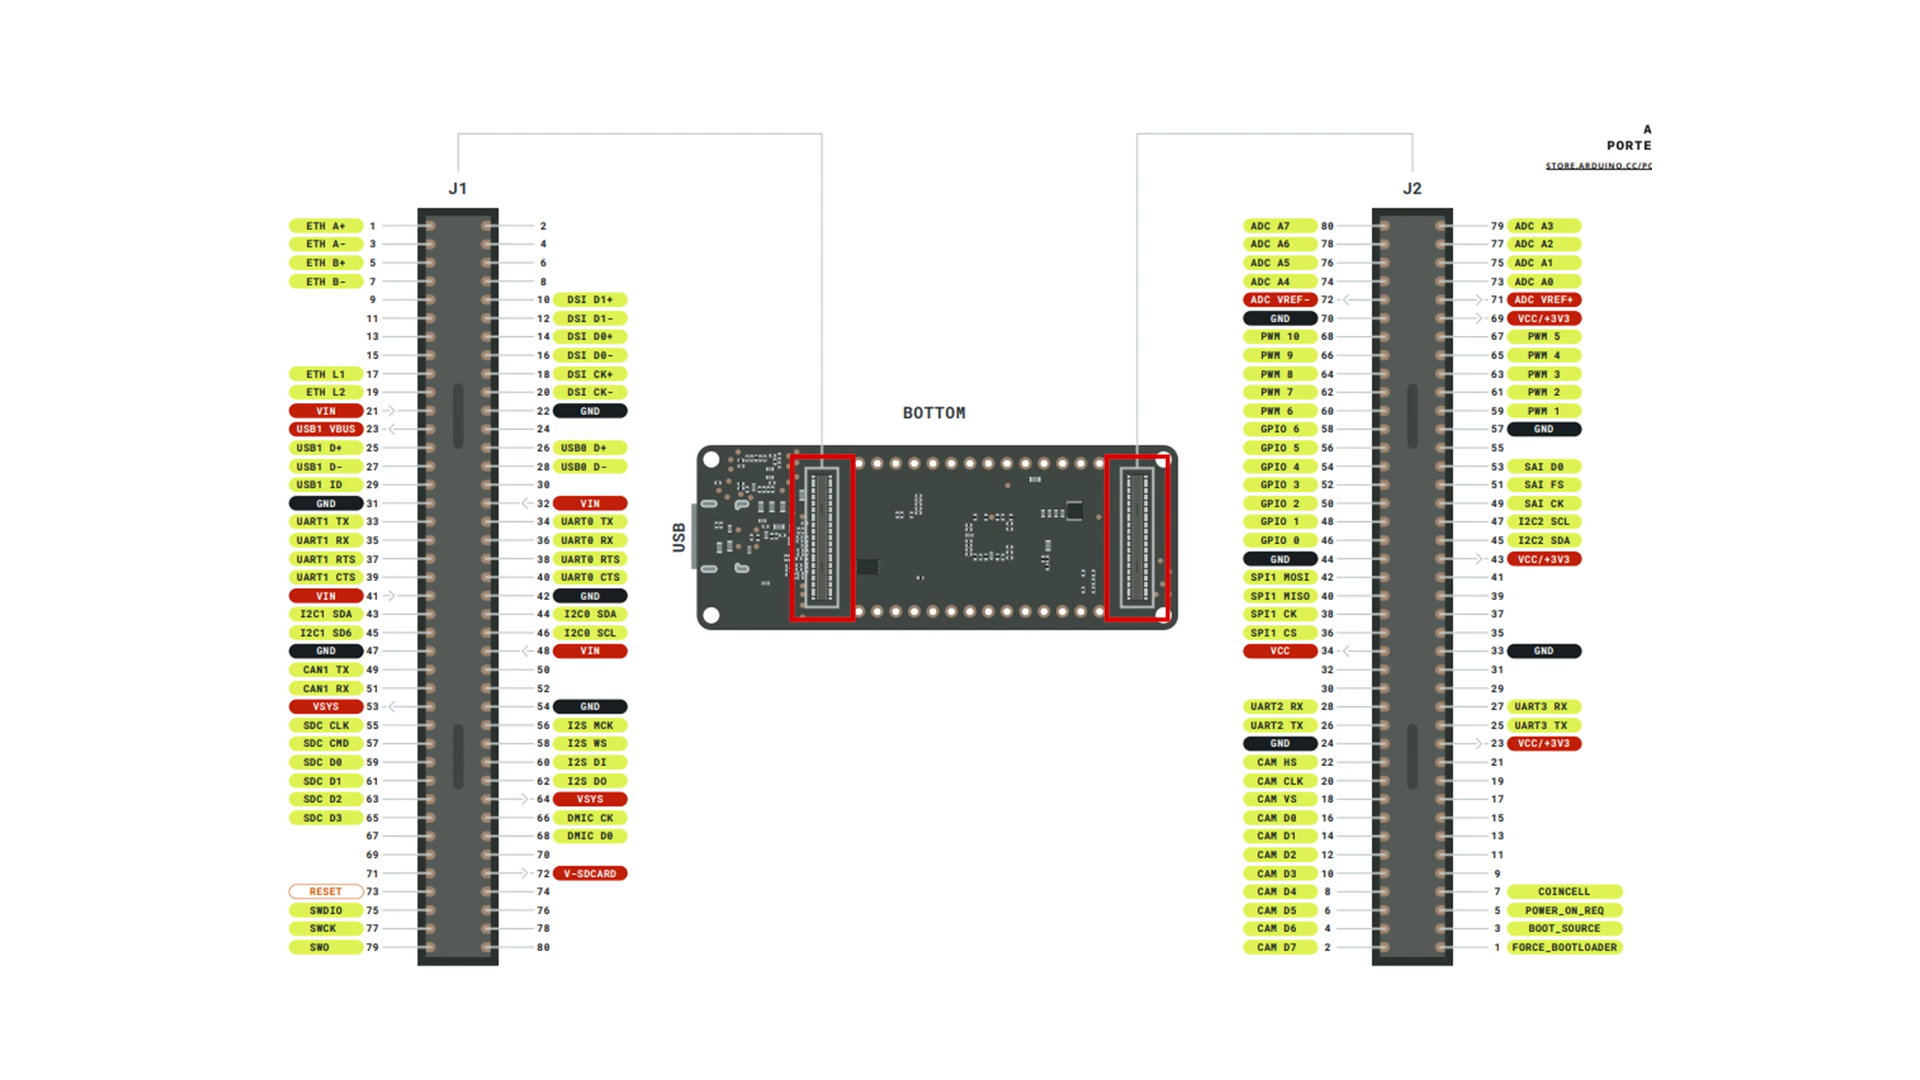 A
PORTE
STORE.ARDUINO.CC/PO
J1
ETH A+ 1 2
ETH A- 3 4
ETH B+ 5 6
ETH B- 7 8
9 10 DSI D1+
11 12 DSI D1-
13 14 DSI D0+
15 16 DSI D0-
ETH L1 17 18 DSI CK+
ETH L2 19 20 DSI CK-
VIN 21 22 GND
USB1 VBUS 23 24
USB1 D+ 25 26 USB0 D+
USB1 D- 27 28 USB0 D-
USB1 ID 29 30
GND 31 32 VIN
UART1 TX 33 34 UART0 TX
UART1 RX 35 36 UART0 RX
UART1 RTS 37 38 UART0 RTS
UART1 CTS 39 40 UART0 CTS
VIN 41 42 GND
I2C1 SDA 43 44 I2C0 SDA
I2C1 SD6 45 46 I2C0 SCL
GND 47 48 VIN
CAN1 TX 49 50
CAN1 RX 51 52
VSYS 53 54 GND
SDC CLK 55 56 I2S MCK
SDC CMD 57 58 I2S WS
SDC D0 59 60 I2S DI
SDC D1 61 62 I2S DO
SDC D2 63 64 VSYS
SDC D3 65 66 DMIC CK
67 68 DMIC D0
69 70
71 72 V-SDCARD
RESET 73 74
SWDIO 75 76
SWCK 77 78
SWO 79 80
BOTTOM
USB
J2
ADC A7 80 79 ADC A3
ADC A6 78 77 ADC A2
ADC A5 76 75 ADC A1
ADC A4 74 73 ADC A0
ADC VREF- 72 71 ADC VREF+
GND 70 69 VCC/+3V3
PWM 10 68 67 PWM 5
PWM 9 66 65 PWM 4
PWM 8 64 63 PWM 3
PWM 7 62 61 PWM 2
PWM 6 60 59 PWM 1
GPIO 6 58 57 GND
GPIO 5 56 55
GPIO 4 54 53 SAI D0
GPIO 3 52 51 SAI FS
GPIO 2 50 49 SAI CK
GPIO 1 48 47 I2C2 SCL
GPIO 0 46 45 I2C2 SDA
GND 44 43 VCC/+3V3
SPI1 MOSI 42 41
SPI1 MISO 40 39
SPI1 CK 38 37
SPI1 CS 36 35
VCC 34 33 GND
32 31
30 29
UART2 RX 28 27 UART3 RX
UART2 TX 26 25 UART3 TX
GND 24 23 VCC/+3V3
CAM HS 22 21
CAM CLK 20 19
CAM VS 18 17
CAM D0 16 15
CAM D1 14 13
CAM D2 12 11
CAM D3 10 9
CAM D4 8 7 COINCELL
CAM D5 6 5 POWER_ON_REQ
CAM D6 4 3 BOOT_SOURCE
CAM D7 2 1 FORCE_BOOTLOADER